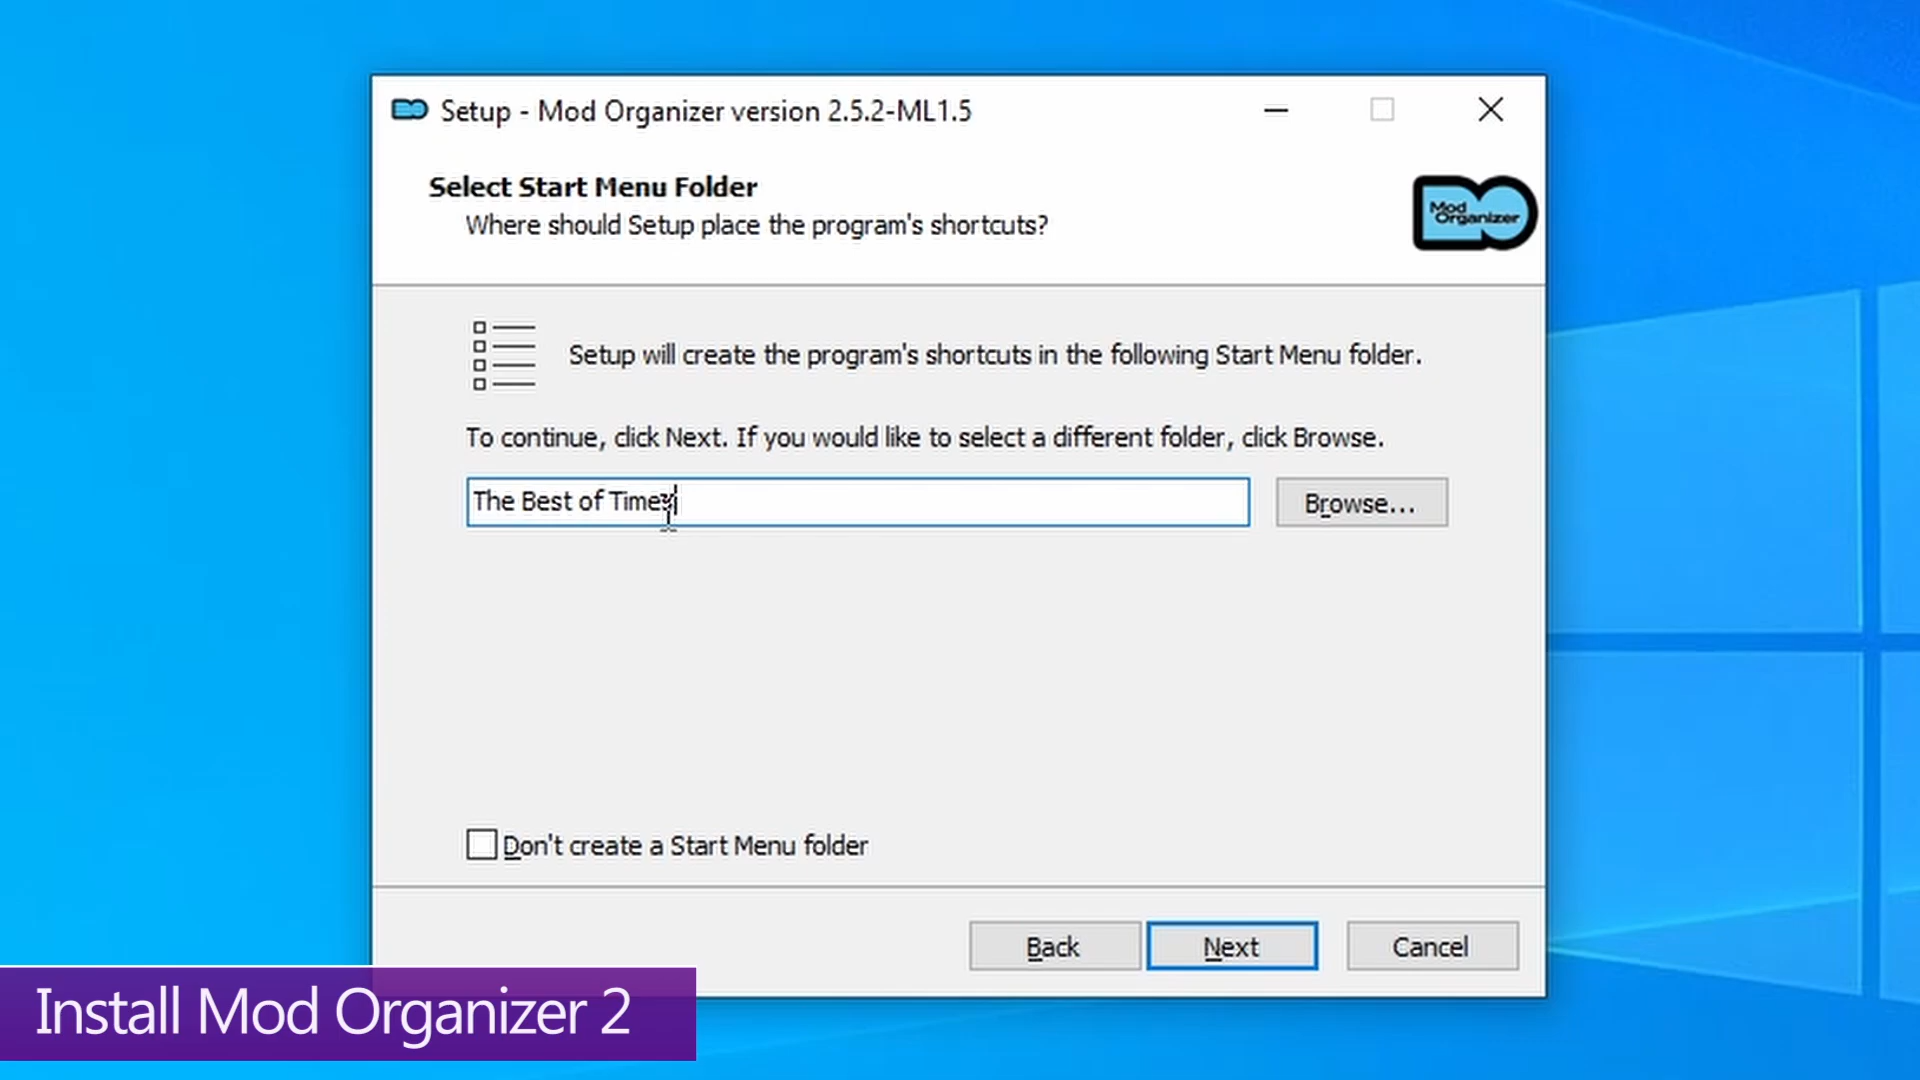 Setup - Mod Organizer version 2.5.2-ML1.5
Select Start Menu Folder
Where should Setup place the program's shortcuts?
Mod
Organizer
Setup will create the program's shortcuts in the following Start Menu folder.
To continue, click Next. If you would like to select a different folder, click Browse.
The Best of Times
Browse...
Don't create a Start Menu folder
Back
Next
Cancel
Install Mod Organizer 2